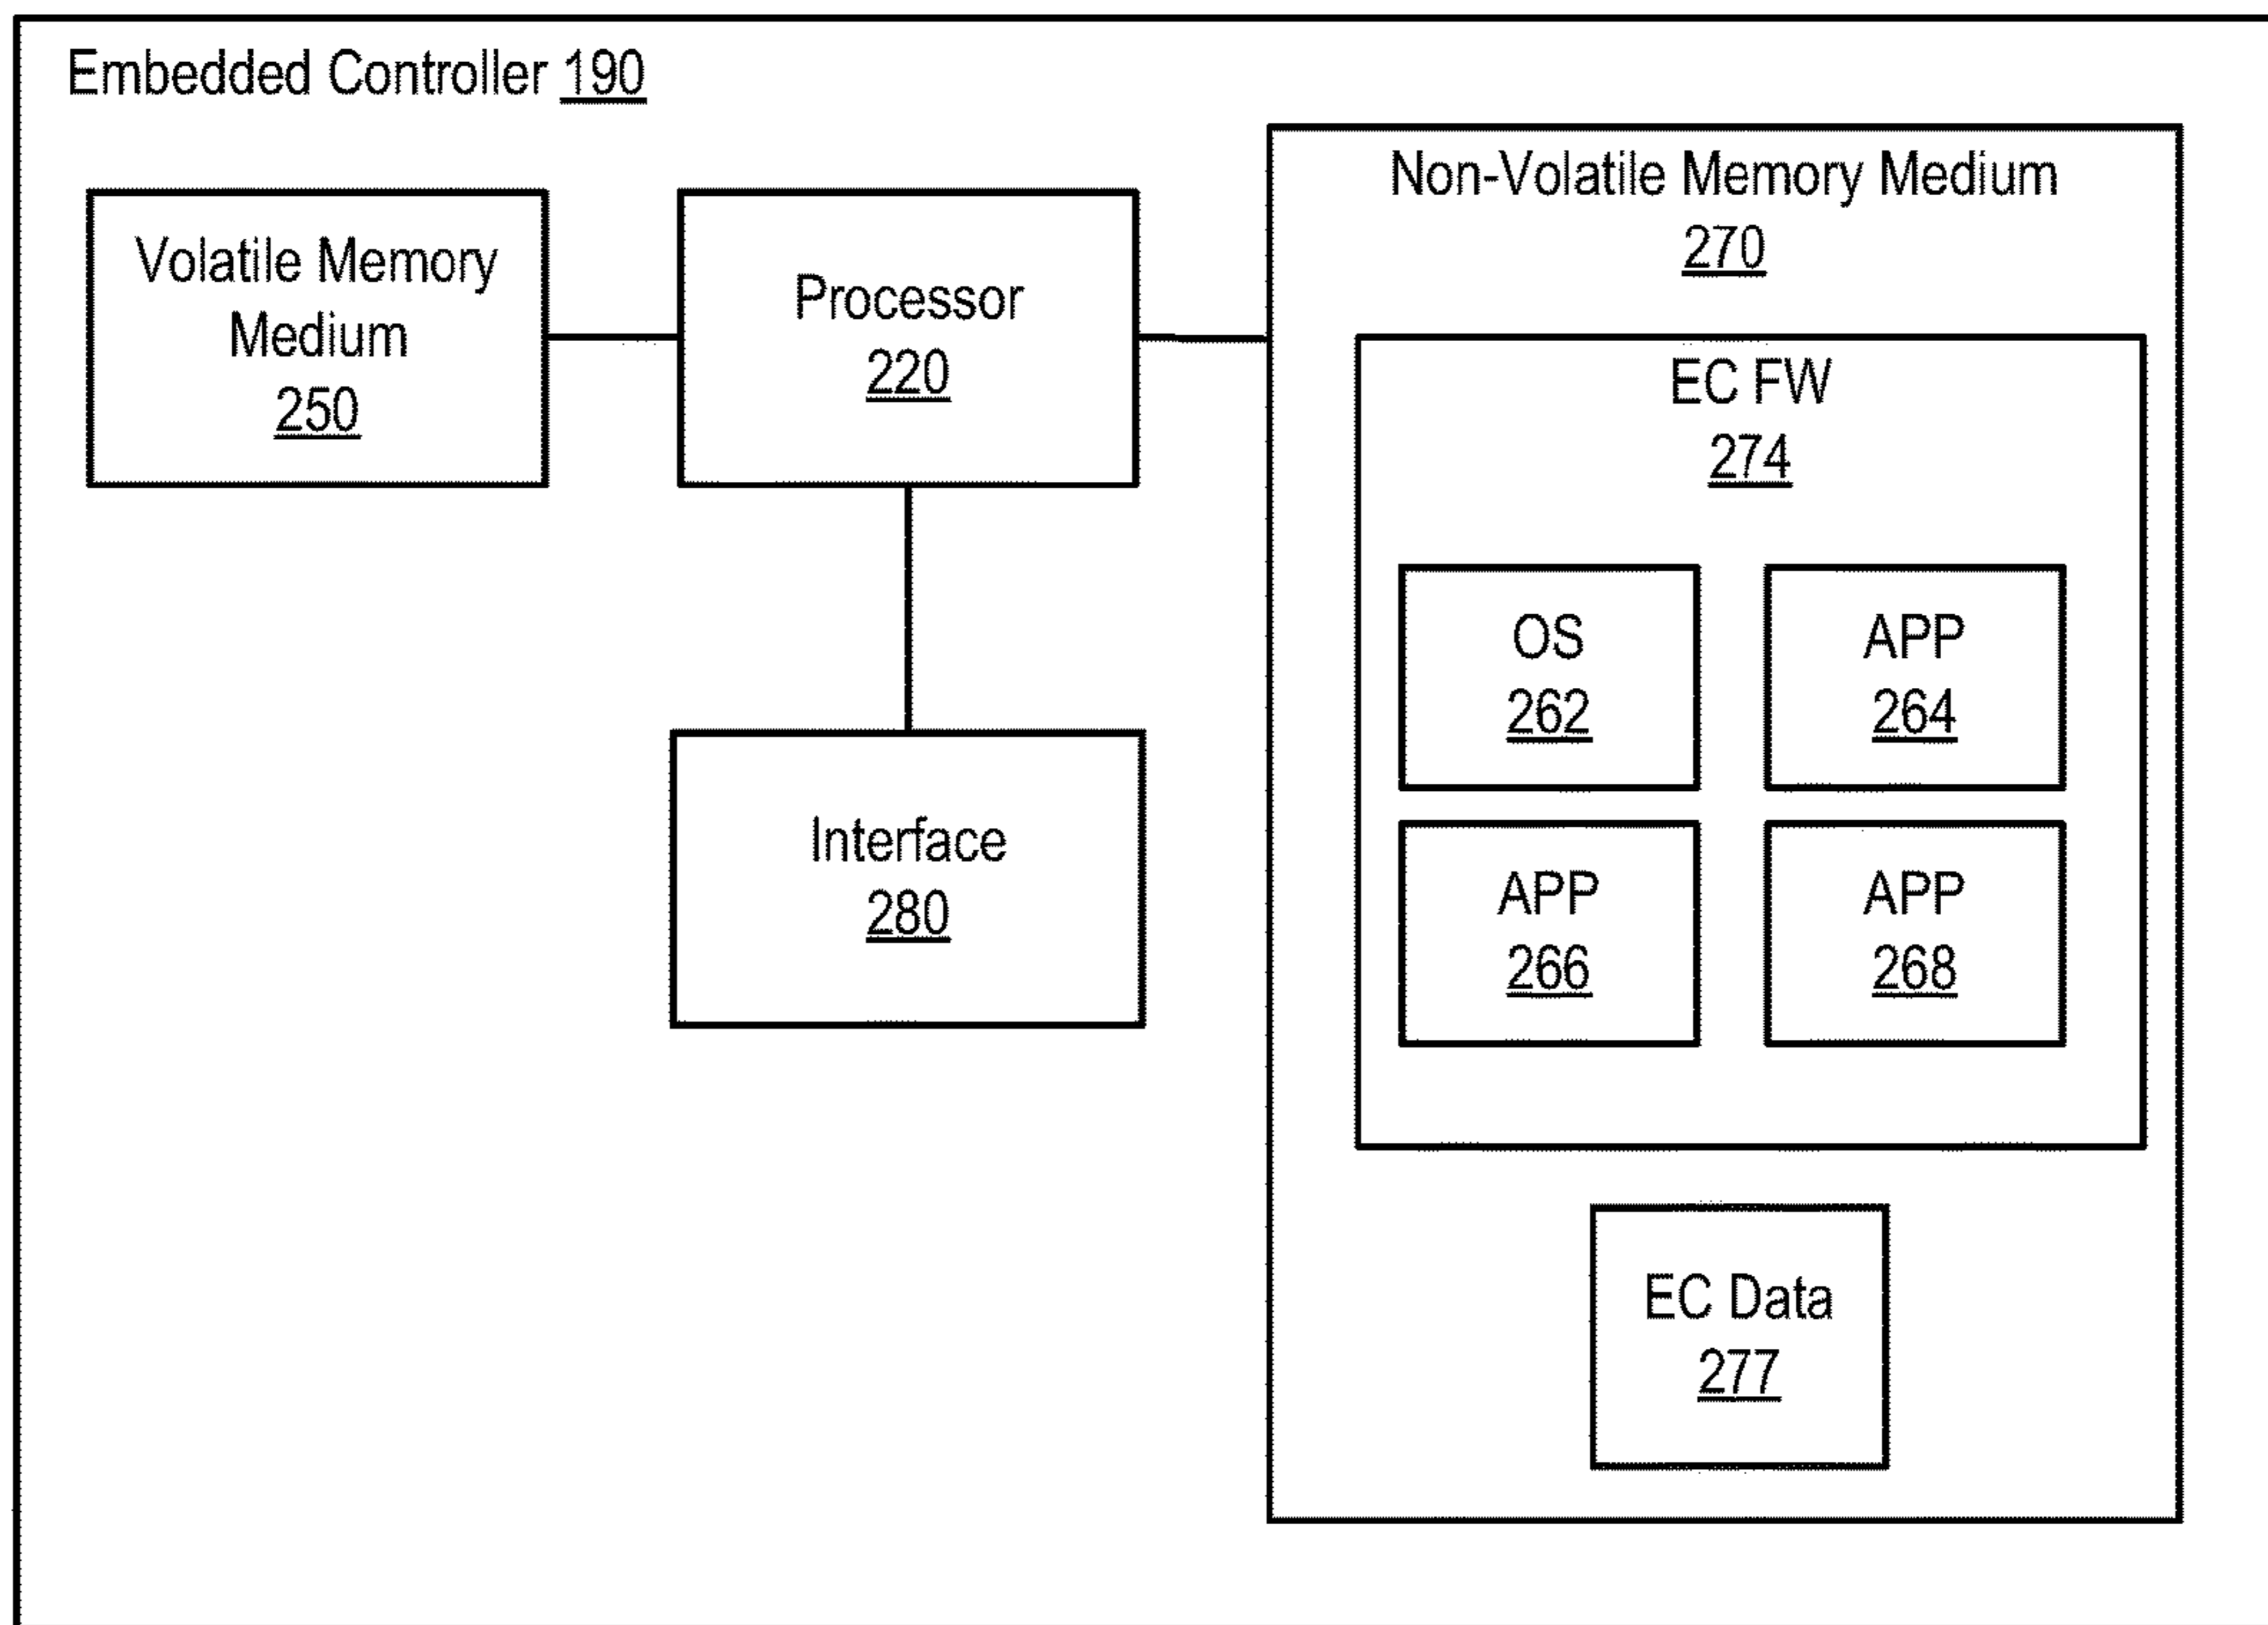 Embedded Controller 190
Volatile Memory
Medium
250
Processor
220
Interface
280
Non-Volatile Memory Medium
270
EC FW
274
OS
262
APP
264
APP
266
APP
268
EC Data
277